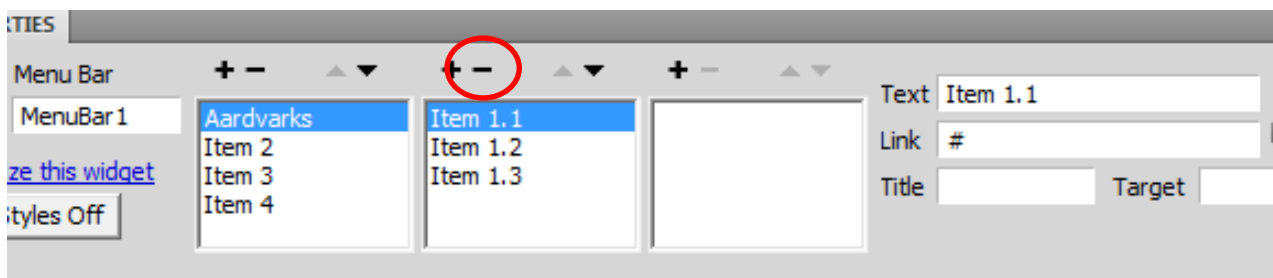 RTIES
Menu Bar
MenuBar1
ze this widget
Styles Off
Aardvarks
Item 2
Item 3
Item 4
Item 1.1
Item 1.2
Item 1.3
Text Item 1.1
Link #
Title Target